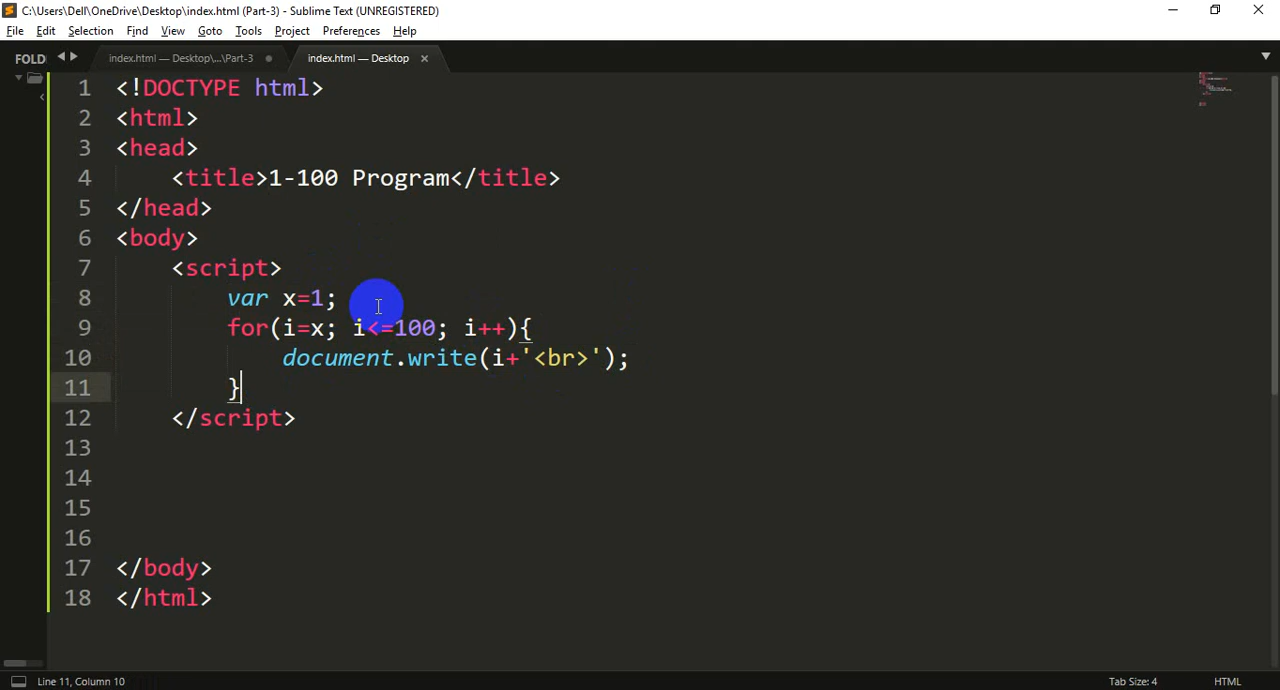 C:\Users\Dell\OneDrive\Desktop\index.html (Part-3) - Sublime Text (UNREGISTERED)
File Edit Selection Find View Goto Tools Project Preferences Help
FOLD index.html — Desktop\...\Part-3 index.html — Desktop
1 <!DOCTYPE html>
2 <html>
3 <head>
4 <title>1-100 Program</title>
5 </head>
6 <body>
7 <script>
8 var x=1;
9 for(i=x; i<=100; i++){
10 document.write(i+'<br>');
11 }
12 </script>
13
14
15
16
17 </body>
18 </html>
Line 11, Column 10 Tab Size: 4 HTML